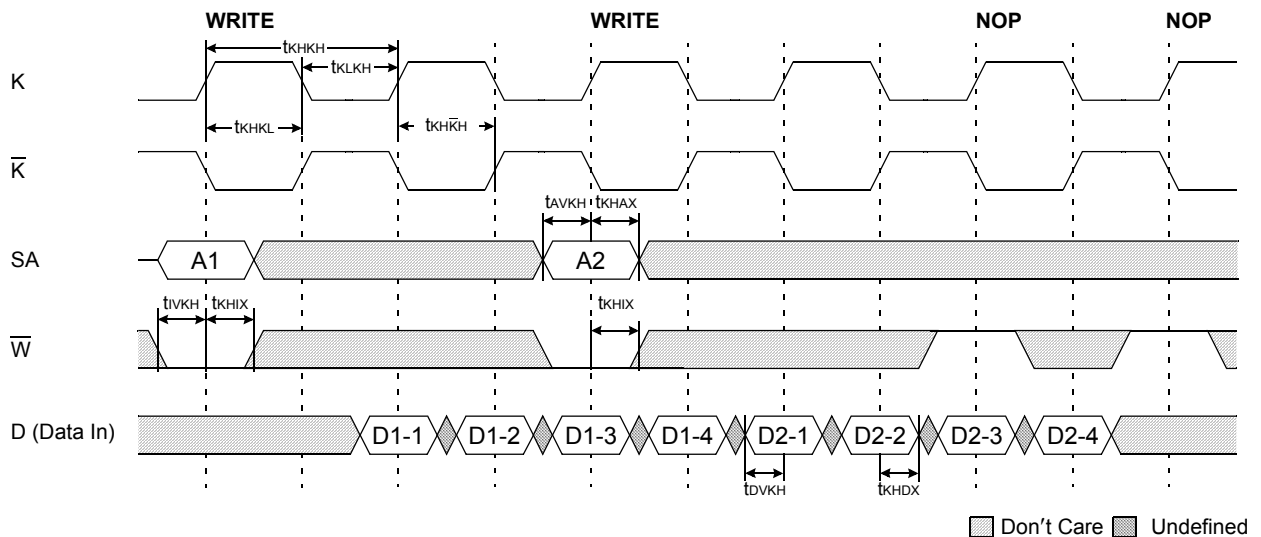 WRITE WRITE NOP NOP
tKHKH
K tKLKH
tKHKL tKHK̅H
K̅
tAVKH tKHAX
SA A1 A2
tIVKH tKHIX tKHIX
W̅
D (Data In) D1-1 D1-2 D1-3 D1-4 D2-1 D2-2 D2-3 D2-4
tDVKH tKHDX
Don't Care Undefined